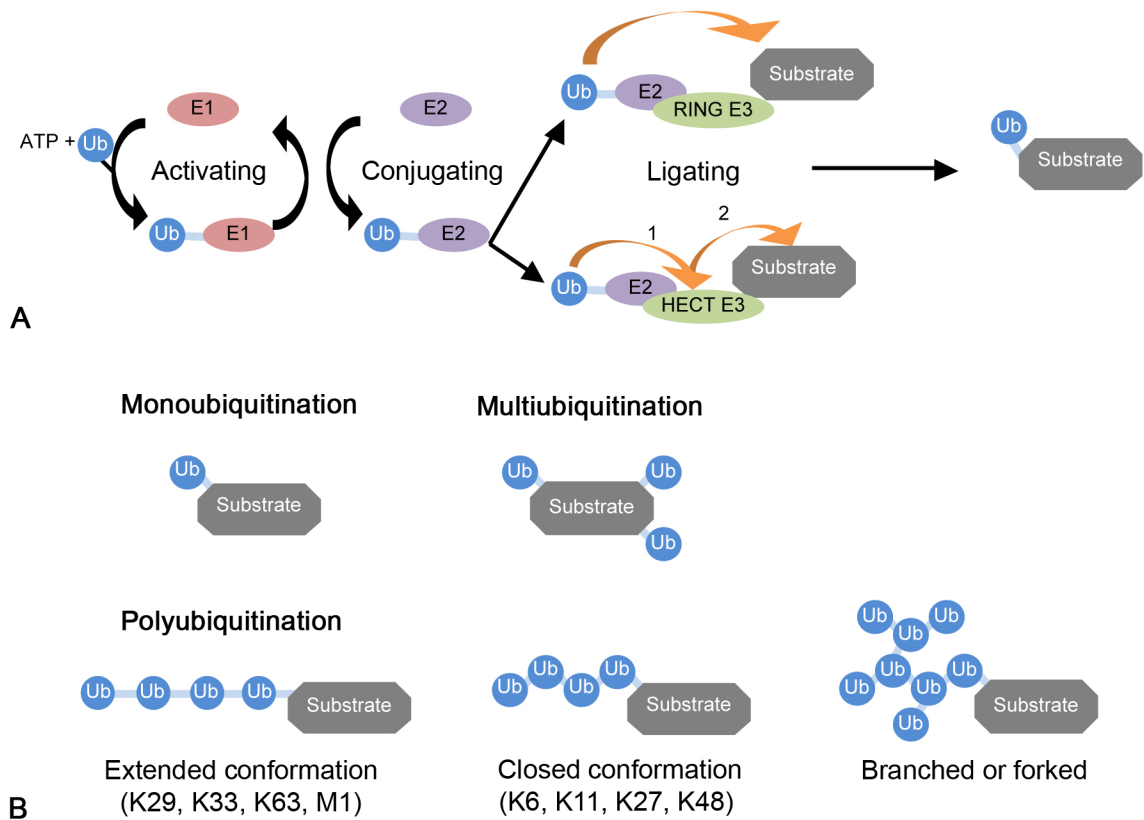 E1
ATP + Ub
Activating
Ub E1
E2
Conjugating
Ub E2
Ub E2 RING E3 Substrate
Ligating
1 2
Ub E2 HECT E3 Substrate
Ub
Substrate
A
Monoubiquitination
Ub
Substrate
Multiubiquitination
Ub Ub
Substrate
Ub
Polyubiquitination
Ub Ub Ub Ub Substrate
Extended conformation
(K29, K33, K63, M1)
Ub Ub Ub Ub Substrate
Closed conformation
(K6, K11, K27, K48)
Ub Ub Ub
Ub Ub
Ub Ub
Ub
Substrate
Branched or forked
B